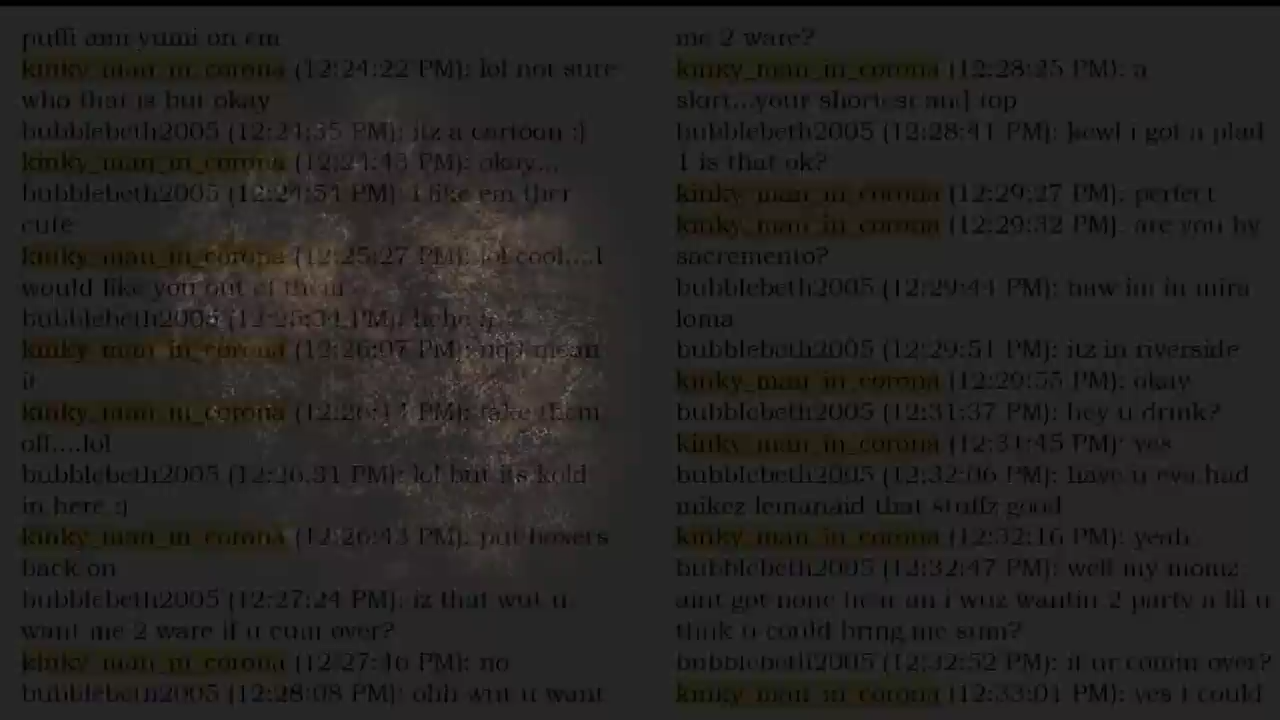 puffi ami yumi on em
kinky_man_in_corona (12:24:22 PM): lol not sure
who that is but okay
bubblebeth2005 (12:24:35 PM): itz a cartoon :)
kinky_man_in_corona (12:24:43 PM): okay...
bubblebeth2005 (12:24:54 PM): i like em ther
cute
kinky_man_in_corona (12:25:27 PM): lol cool....I
would like you out of them
bubblebeth2005 (12:25:34 PM): hehe
kinky_man_in_corona (12:26:07 PM): no I mean
it
kinky_man_in_corona (12:26:14 PM): take them
off....lol
bubblebeth2005 (12:26:31 PM): lol but its kold
in here :)
kinky_man_in_corona (12:26:43 PM): put boxers
back on
bubblebeth2005 (12:27:24 PM): iz that wut u
want me 2 ware if u cum over?
kinky_man_in_corona (12:27:46 PM): no
bubblebeth2005 (12:28:08 PM): ohh wut u want
me 2 ware?
kinky_man_in_corona (12:28:25 PM): a
skirt...your shortest and top
bubblebeth2005 (12:28:41 PM): kewl i got a plad
1 is that ok?
kinky_man_in_corona (12:29:27 PM): perfect
kinky_man_in_corona (12:29:32 PM): are you by
sacremento?
bubblebeth2005 (12:29:44 PM): naw im in mira
loma
bubblebeth2005 (12:29:51 PM): itz in riverside
kinky_man_in_corona (12:29:55 PM): okay
bubblebeth2005 (12:31:37 PM): hey u drink?
kinky_man_in_corona (12:31:45 PM): yes
bubblebeth2005 (12:32:06 PM): have u eva had
mikez lemanaid that stuffz good
kinky_man_in_corona (12:32:16 PM): yeah
bubblebeth2005 (12:32:47 PM): well my momz
aint got none hear an i wuz wantin 2 party a lil u
think u could bring me sum?
bubblebeth2005 (12:32:52 PM): if ur comin over?
kinky_man_in_corona (12:33:01 PM): yes i could